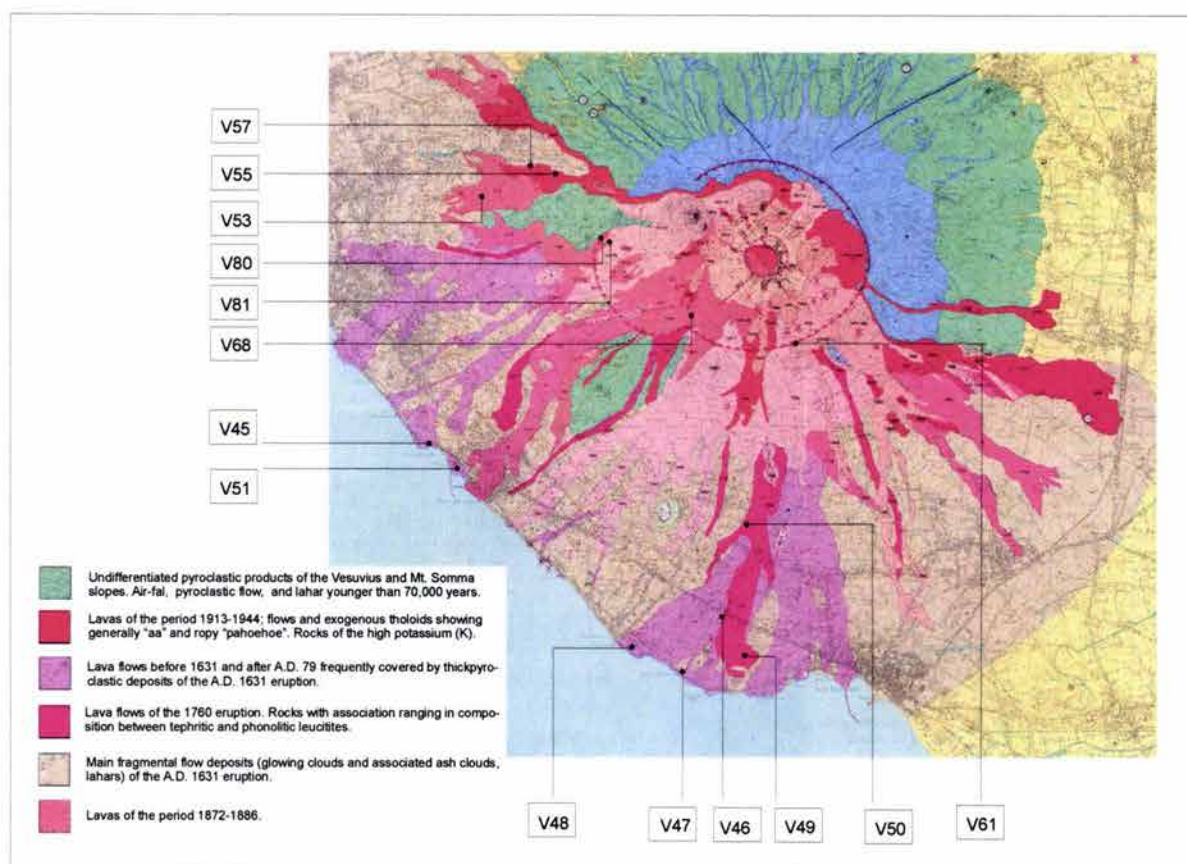 V57
V55
V53
V80
V81
V68
V45
V51
Undifferentiated pyroclastic products of the Vesuvius and Mt. Somma
slopes. Air-fal, pyroclastic flow, and lahar younger than 70,000 years.
Lavas of the period 1913-1944; flows and exogenous tholoids showing
generally "aa" and ropy "pahoehoe". Rocks of the high potassium (K).
Lava flows before 1631 and after A.D. 79 frequently covered by thickpyro-
clastic deposits of the A.D. 1631 eruption.
Lava flows of the 1760 eruption. Rocks with association ranging in compo-
sition between tephritic and phonolitic leucitites.
Main fragmental flow deposits (glowing clouds and associated ash clouds,
lahars) of the A.D. 1631 eruption.
Lavas of the period 1872-1886.
V48 V47 V46 V49 V50 V61